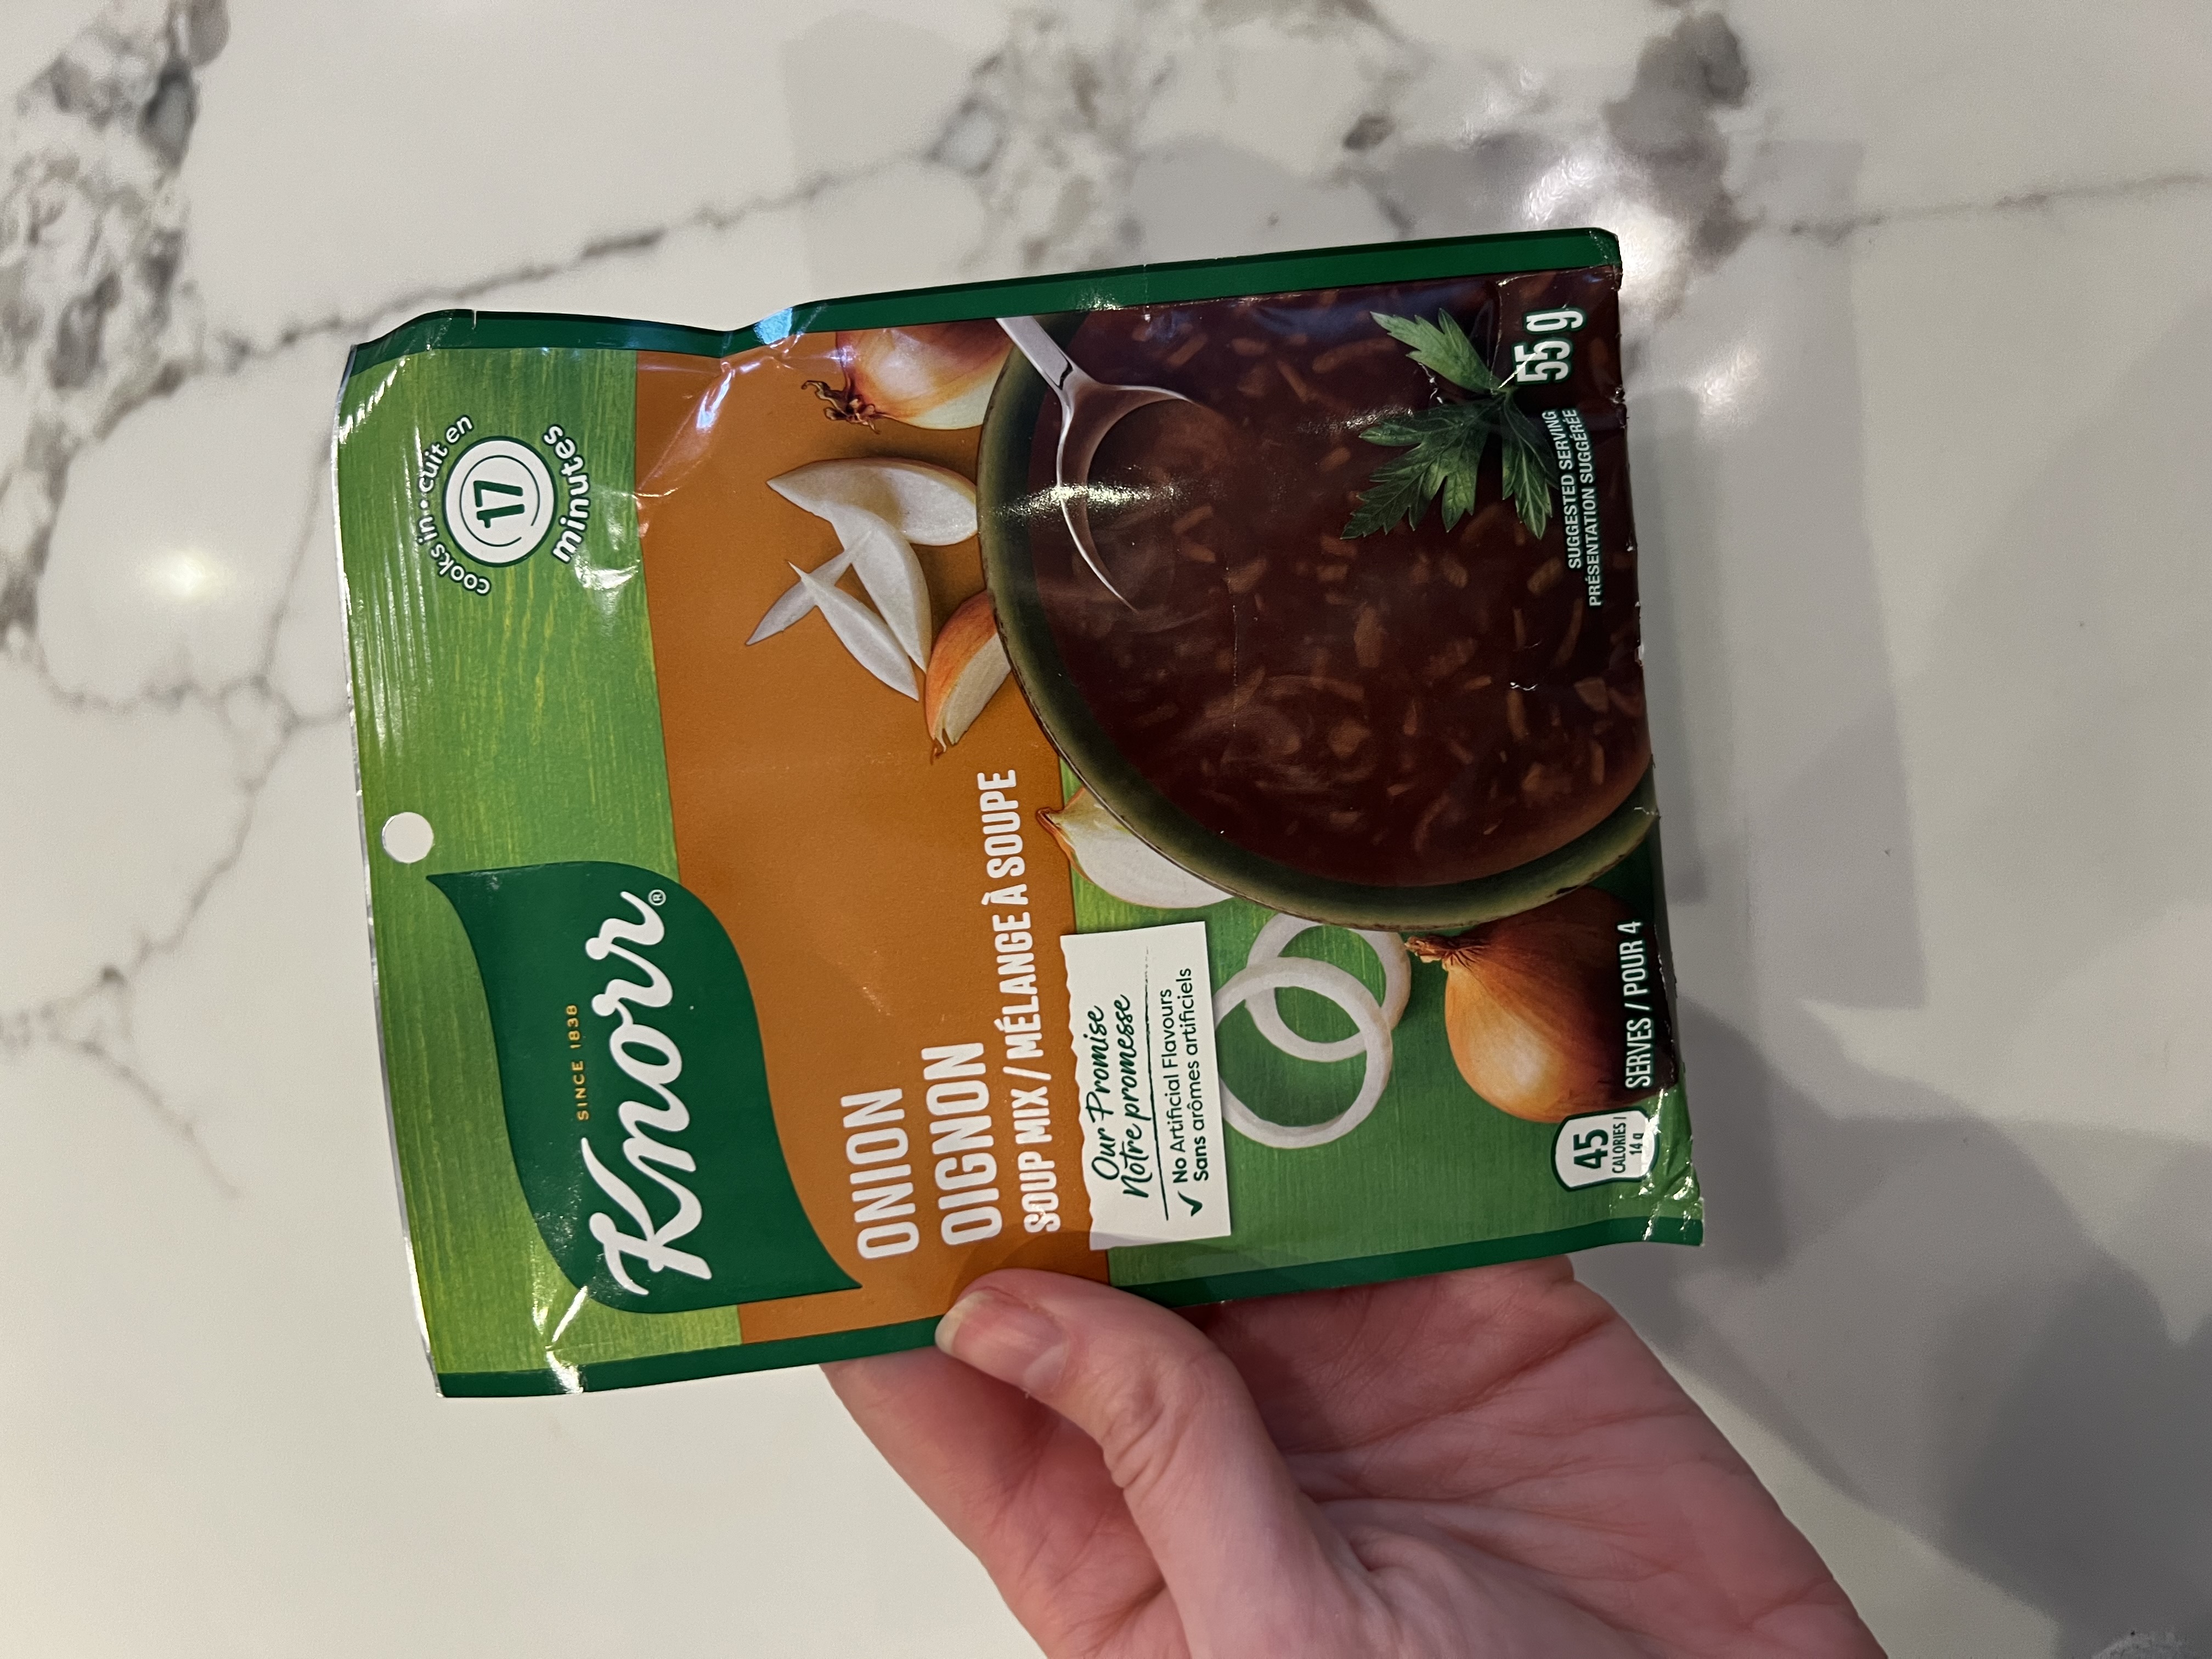 cooks in • cuit en
17
minutes
SINCE 1838
Knorr®
ONION
OIGNON
SOUP MIX / MÉLANGE À SOUPE
Our Promise
Notre promesse
No Artificial Flavours
Sans arômes artificiels
45
CALORIES /
14 g
SERVES / POUR 4
SUGGESTED SERVING
PRÉSENTATION SUGGÉRÉE
55 g